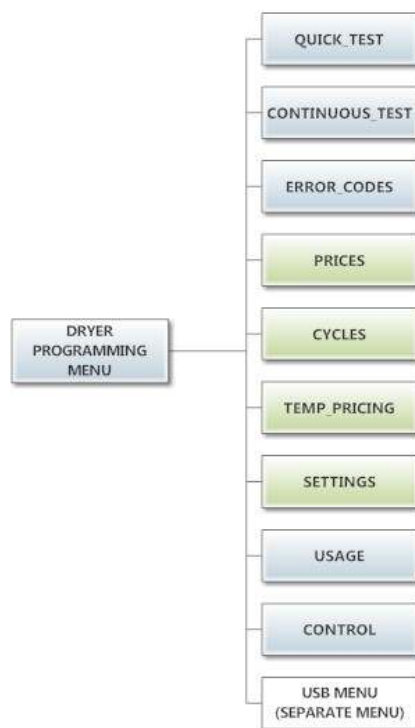 QUICK_TEST
CONTINUOUS_TEST
ERROR_CODES
PRICES
DRYER
PROGRAMMING
MENU
CYCLES
TEMP_PRICING
SETTINGS
USAGE
CONTROL
USB MENU
(SEPARATE MENU)